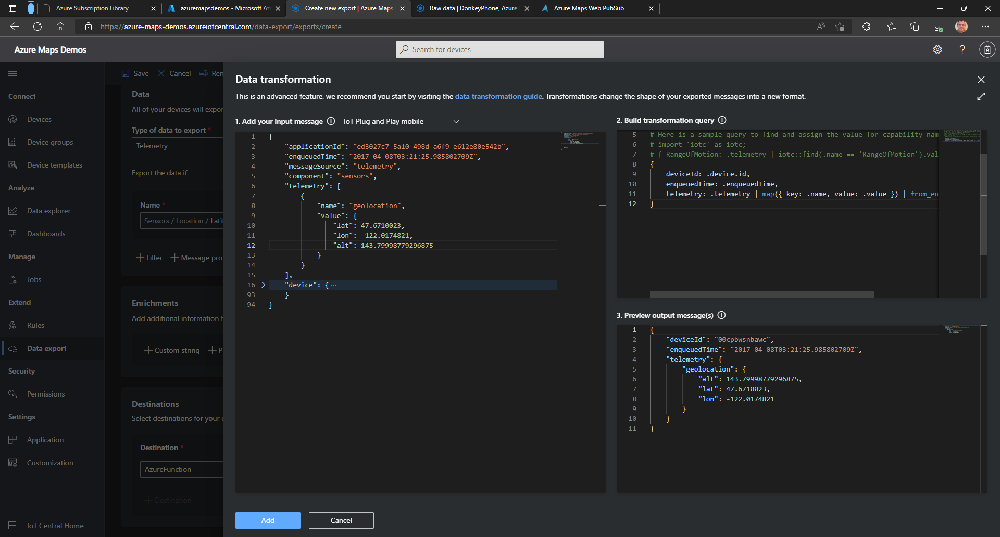 Azure Subscription Library
azuremapsdemos - Microsoft Az
Create new export | Azure Maps
Raw data | DonkeyPhone, Azure
Azure Maps Web PubSub
https://azure-maps-demos.azureiotcentral.com/data-export/exports/create
Azure Maps Demos
Search for devices
Connect
Devices
Device groups
Device templates
Analyze
Data explorer
Dashboards
Manage
Jobs
Extend
Rules
Data export
Security
Permissions
Settings
Application
Customization
IoT Central Home
Save
Cancel
Ren
Data
All of your devices will expor
Type of data to export *
Telemetry
Export the data if
Name *
Sensors / Location / Lati
Filter
Message pro
Enrichments
Add additional information t
Custom string
P
Destinations
Select destinations for your
Destination *
AzureFunction
Destination
Data transformation
This is an advanced feature, we recommend you start by visiting the data transformation guide. Transformations change the shape of your exported messages into a new format.
1. Add your input message
IoT Plug and Play mobile
1 {
2 "applicationId": "ed3027c7-5a10-498d-a6f9-e612e80e542b",
3 "enqueuedTime": "2017-04-08T03:21:25.985802709Z",
4 "messageSource": "telemetry",
5 "component": "sensors",
6 "telemetry": [
7 {
8 "name": "geolocation",
9 "value": {
10 "lat": 47.6710023,
11 "lon": -122.0174821,
12 "alt": 143.79998779296875
13 }
14 }
15 ],
16 "device": { ...
93 }
94 }
2. Build transformation query
5 # Here is a sample query to find and assign the value for capability nam
6 # import 'iotc' as iotc;
7 # { RangeOfMotion: .telemetry | iotc::find(.name == 'RangeOfMotion').val
8 {
9 deviceId: .device.id,
10 enqueuedTime: .enqueuedTime,
11 telemetry: .telemetry | map({ key: .name, value: .value }) | from_en
12 }
3. Preview output message(s)
1 {
2 "deviceId": "00cpbwsnbawc",
3 "enqueuedTime": "2017-04-08T03:21:25.985802709Z",
4 "telemetry": {
5 "geolocation": {
6 "alt": 143.79998779296875,
7 "lat": 47.6710023,
8 "lon": -122.0174821
9 }
10 }
11 }
Add
Cancel